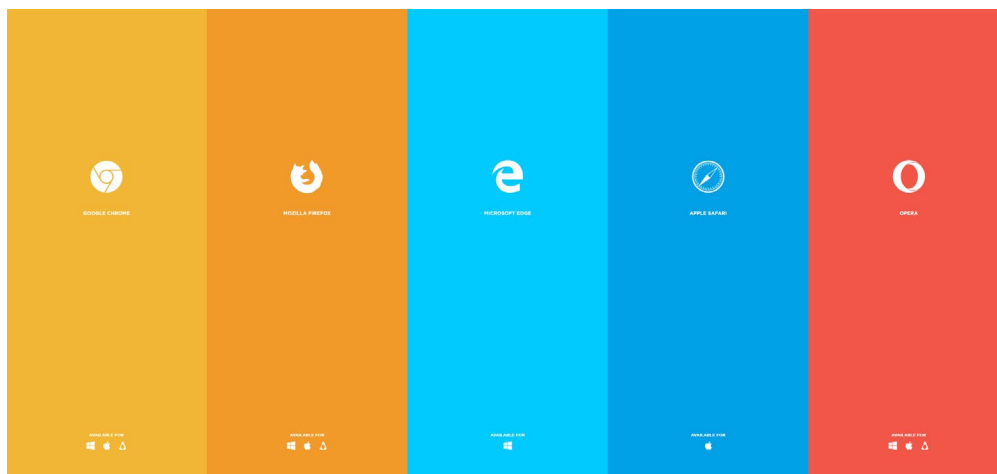 GOOGLE CHROME
MOZILLA FIREFOX
MICROSOFT EDGE
APPLE SAFARI
OPERA
AVAILABLE FOR
AVAILABLE FOR
AVAILABLE FOR
AVAILABLE FOR
AVAILABLE FOR